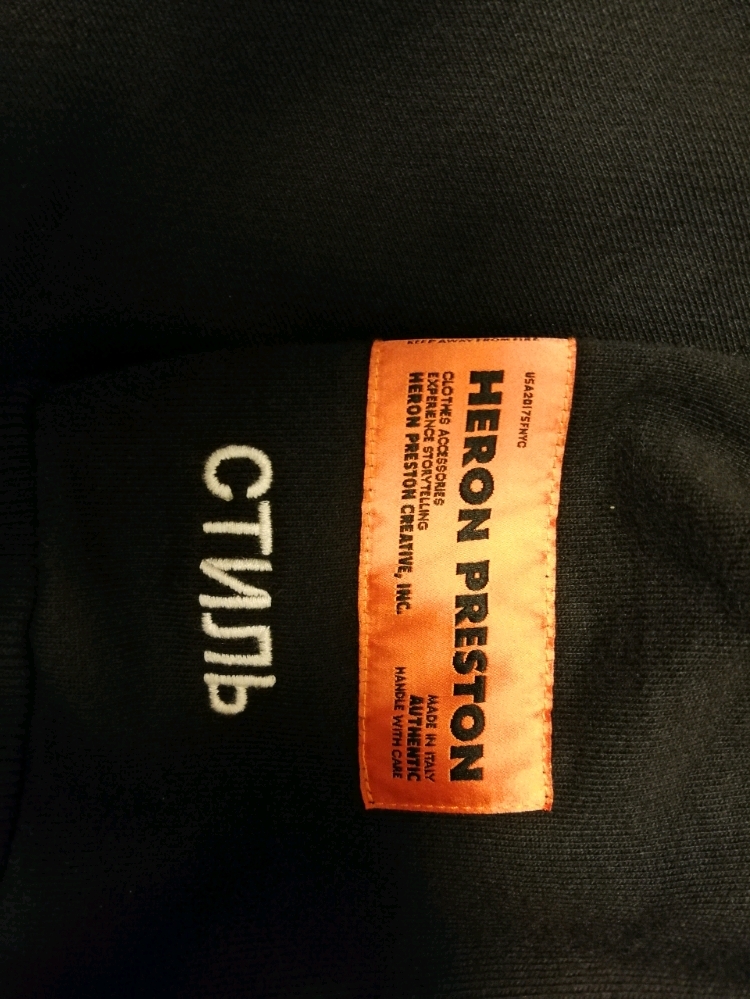 KEEP AWAY FROM FIRE
USA2017SFNYC
HERON PRESTON
CLOTHES ACCESSORIES
EXPERIENCE STORYTELLING
HERON PRESTON CREATIVE, INC.
MADE IN ITALY
AUTHENTIC
HANDLE WITH CARE
СТИЛЬ